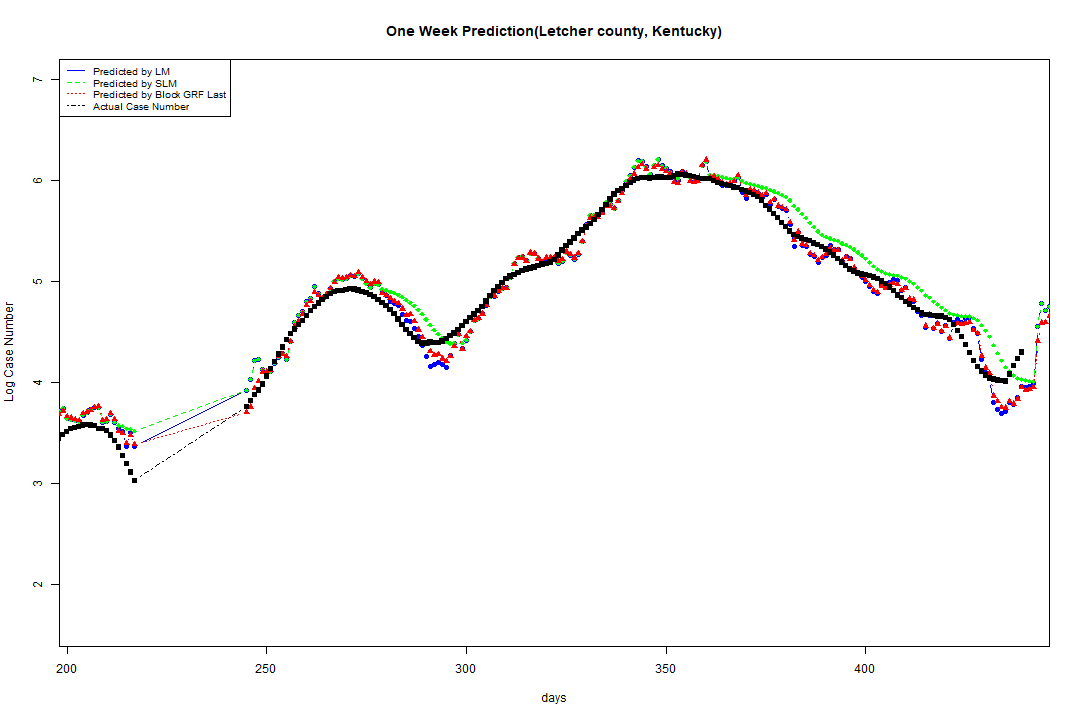 One Week Prediction(Letcher county, Kentucky)
Predicted by LM
Predicted by SLM
Predicted by Block GRF Last
Actual Case Number
7
6
5
4
3
2
Log Case Number
200 250 300 350 400
days